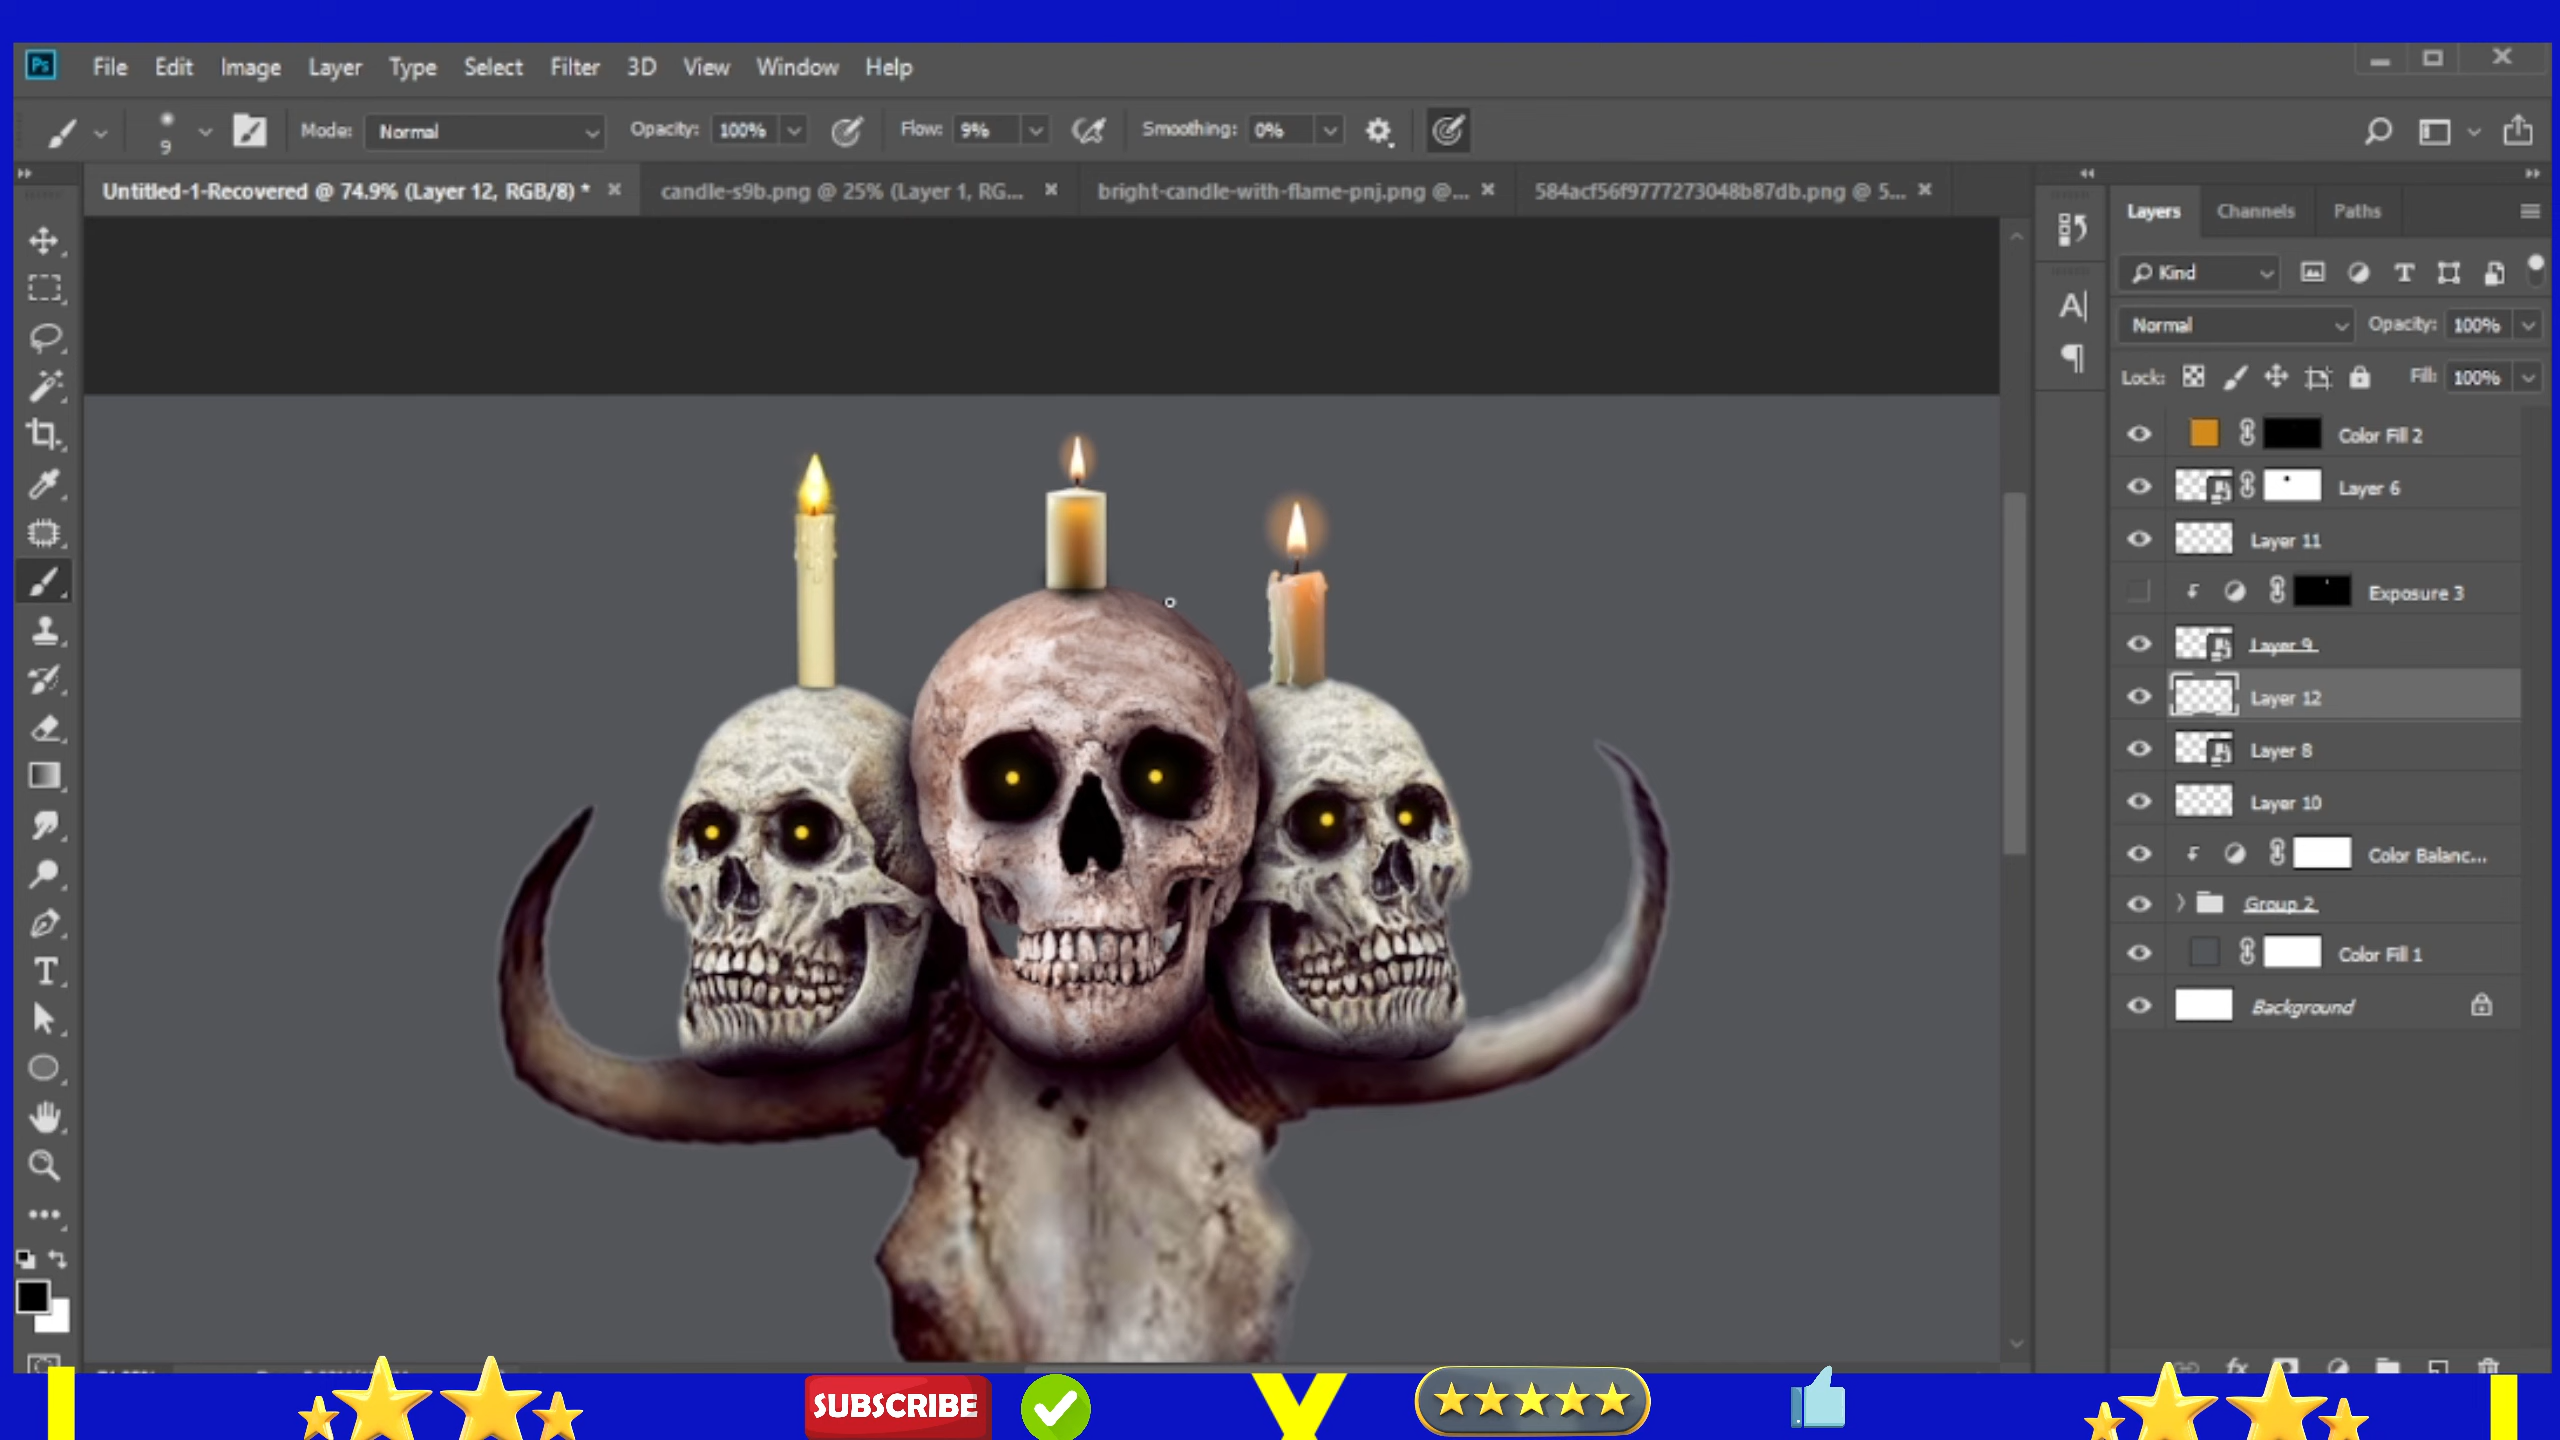 Ps File Edit Image Layer Type Select Filter 3D View Window Help
9 Mode: Normal Opacity: 100% Flow: 9% Smoothing: 0%
Untitled-1-Recovered @ 74.9% (Layer 12, RGB/8) * candle-s9b.png @ 25% (Layer 1, RG... bright-candle-with-flame-pnj.png @... 584acf56f9777273048b87db.png @ 5...
Layers Channels Paths
Kind
Normal Opacity: 100%
Lock: Fill: 100%
Color Fill 2
Layer 6
Layer 11
Exposure 3
Layer 9
Layer 12
Layer 8
Layer 10
Color Balanc...
Group 2
Color Fill 1
Background
SUBSCRIBE